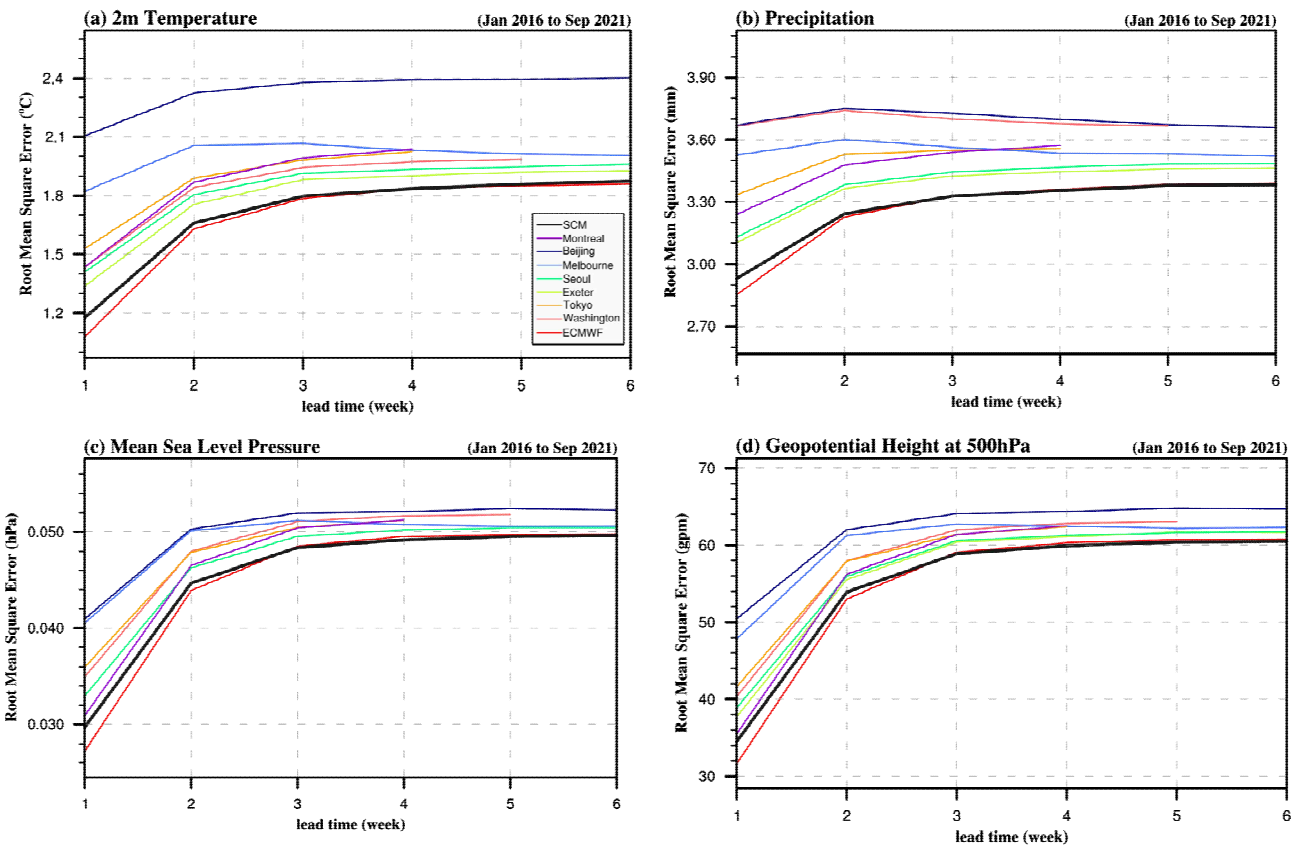 (a) 2m Temperature (Jan 2016 to Sep 2021)
Root Mean Square Error (°C)
2.4
2.1
1.8
1.5
1.2
SCM
Montreal
Beijing
Melbourne
Seoul
Exeter
Tokyo
Washington
ECMWF
1 2 3 4 5 6
lead time (week)
(b) Precipitation (Jan 2016 to Sep 2021)
Root Mean Square Error (mm)
3.90
3.60
3.30
3.00
2.70
1 2 3 4 5 6
lead time (week)
(c) Mean Sea Level Pressure (Jan 2016 to Sep 2021)
Root Mean Square Error (hPa)
0.050
0.040
0.030
1 2 3 4 5 6
lead time (week)
(d) Geopotential Height at 500hPa (Jan 2016 to Sep 2021)
Root Mean Square Error (gpm)
70
60
50
40
30
1 2 3 4 5 6
lead time (week)